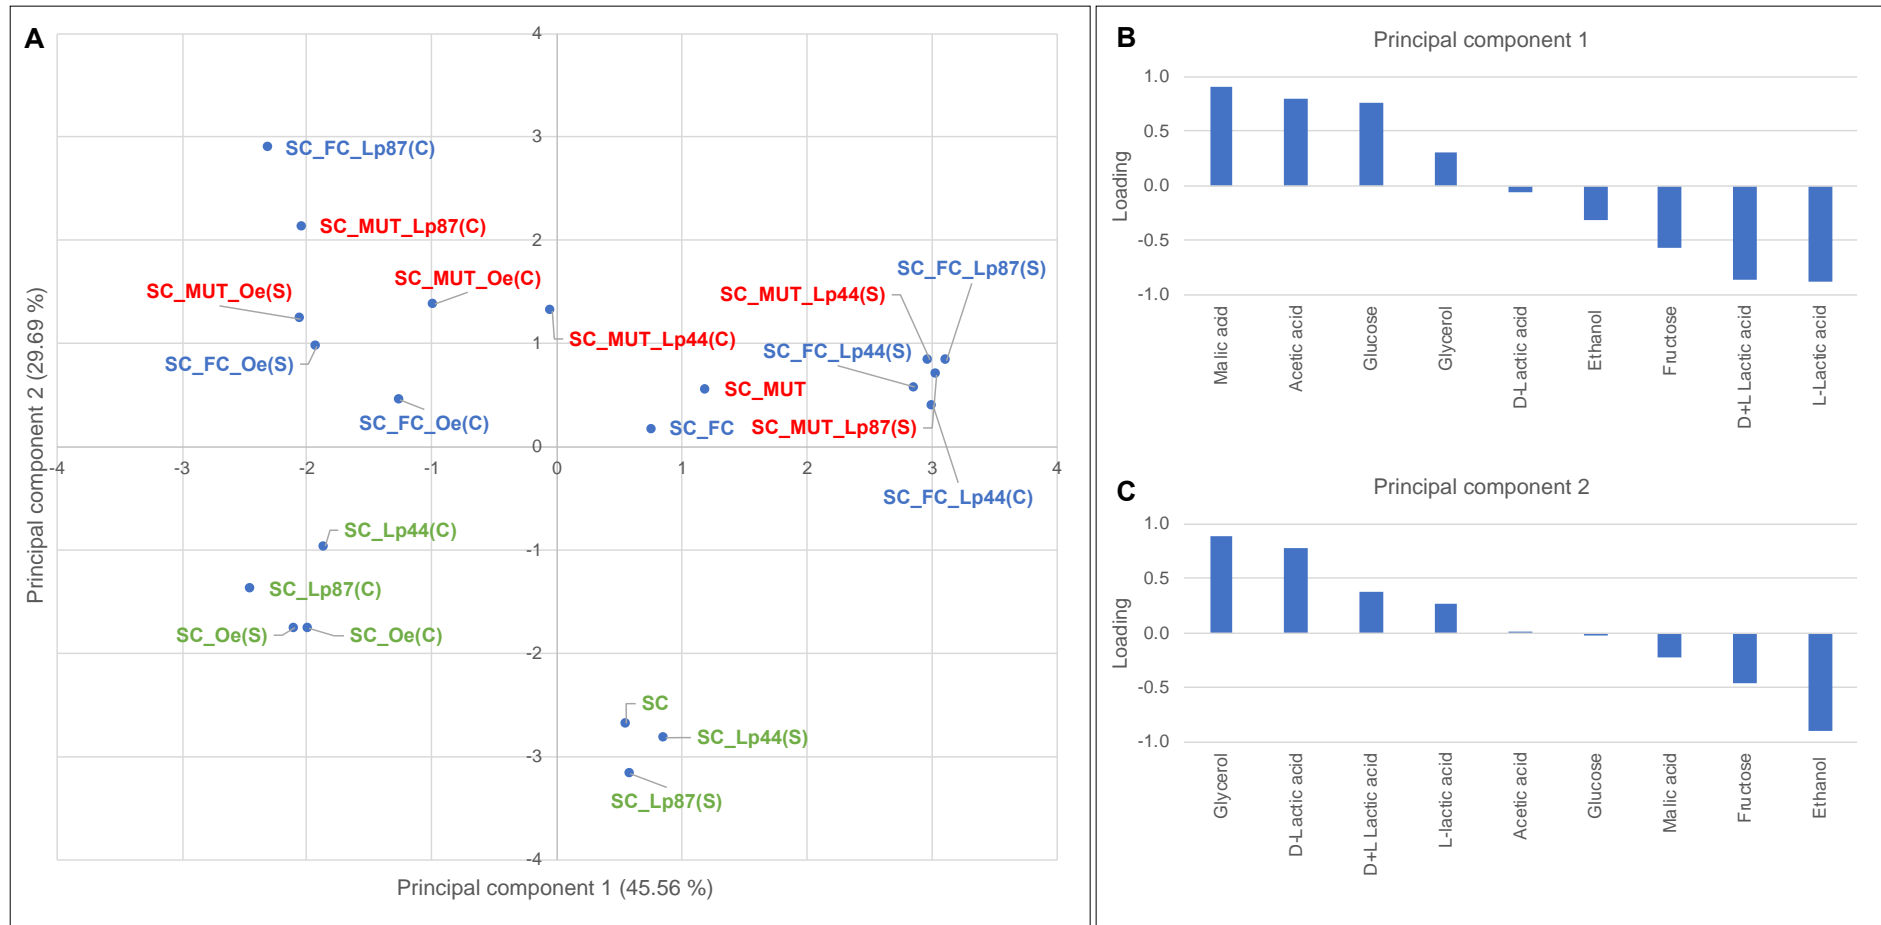 A
4
3
2
1
0
-1
-2
-3
-4
-4
-3
-2
-1
0
1
2
3
4
SC_FC_Lp87(C)
SC_MUT_Lp87(C)
SC_MUT_Oe(S)
SC_MUT_Oe(C)
SC_FC_Oe(S)
SC_FC_Oe(C)
SC_MUT_Lp44(C)
SC_FC_Lp87(S)
SC_MUT_Lp44(S)
SC_FC_Lp44(S)
SC_MUT
SC_FC
SC_MUT_Lp87(S)
SC_FC_Lp44(C)
SC_Lp44(C)
SC_Lp87(C)
SC_Oe(S)
SC_Oe(C)
SC
SC_Lp44(S)
SC_Lp87(S)
Principal component 2 (29.69 %)
Principal component 1 (45.56 %)
B
Principal component 1
Loading
1.0
0.5
0.0
-0.5
-1.0
Malic acid
Acetic acid
Glucose
Glycerol
D-Lactic acid
Ethanol
Fructose
D+L Lactic acid
L-Lactic acid
C
Principal component 2
Loading
1.0
0.5
0.0
-0.5
-1.0
Glycerol
D-Lactic acid
D+L Lactic acid
L-lactic acid
Acetic acid
Glucose
Malic acid
Fructose
Ethanol